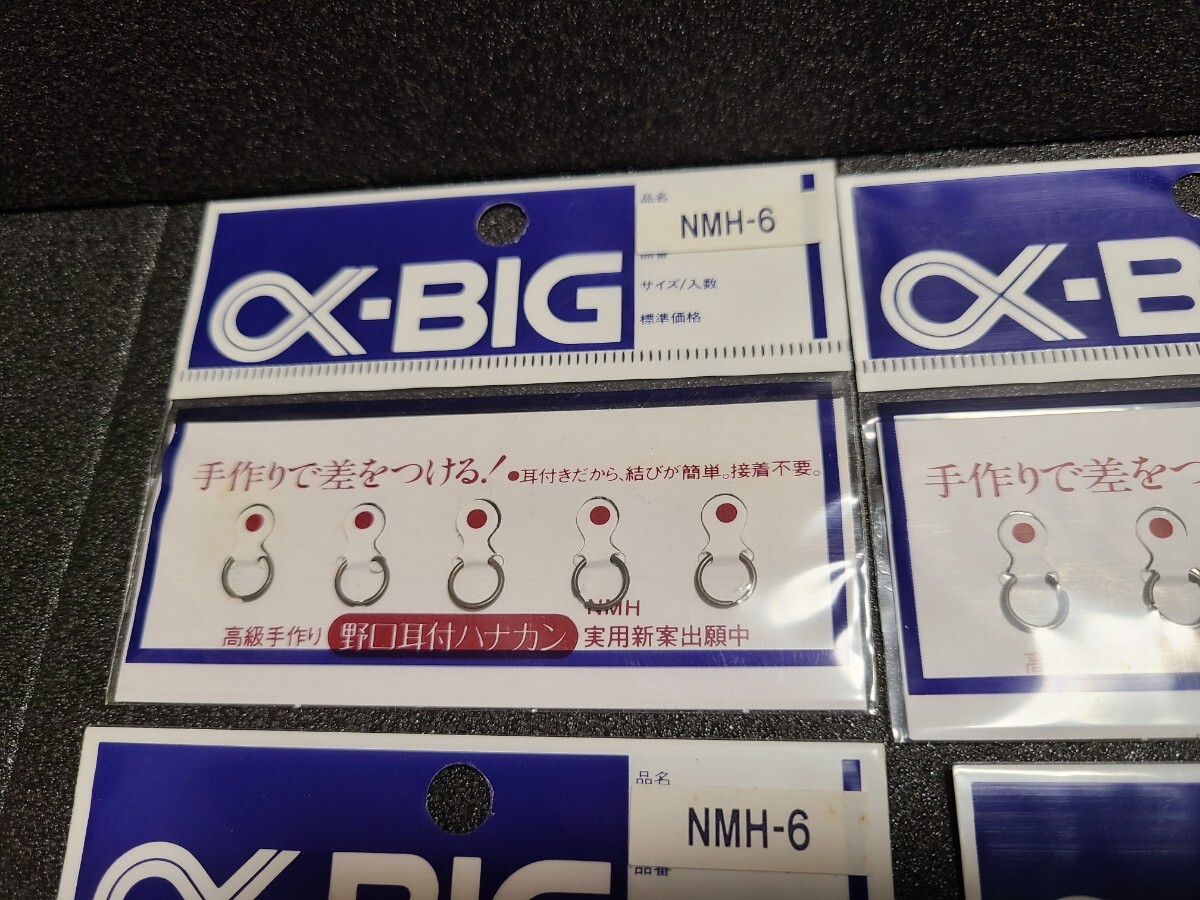 α-BIG
品名
NMH-6
品番
サイズ/入数
標準価格
手作りで差をつける!
●耳付きだから、結びが簡単。接着不要。
高級手作り 野口耳付ハナカン
NMH
実用新案出願中
α-B
手作りで差をつ
品名
NMH-6
品番
α-BIG